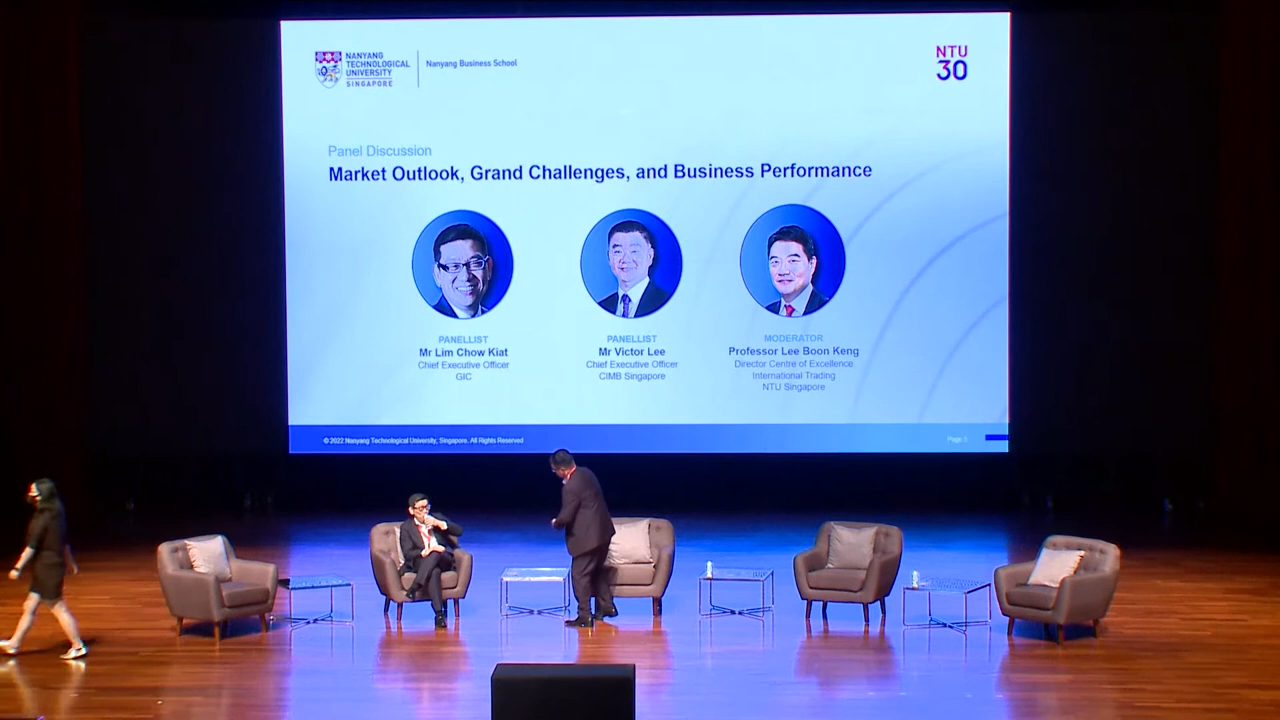 NANYANG
TECHNOLOGICAL
UNIVERSITY
SINGAPORE
Nanyang Business School
NTU
30
Panel Discussion
Market Outlook, Grand Challenges, and Business Performance
PANELLIST
Mr Lim Chow Kiat
Chief Executive Officer
GIC
PANELLIST
Mr Victor Lee
Chief Executive Officer
CIMB Singapore
MODERATOR
Professor Lee Boon Keng
Director Centre of Excellence
International Trading
NTU Singapore
© 2022 Nanyang Technological University, Singapore. All Rights Reserved